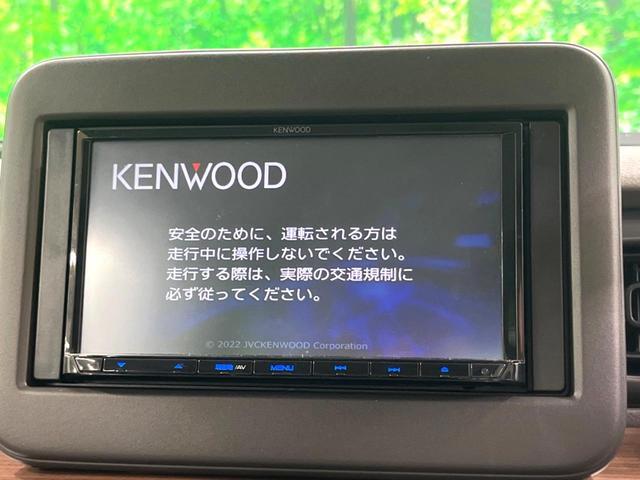 KENWOOD
KENWOOD
安全のために、運転される方は
走行中に操作しないでください。
走行する際は、実際の交通規制に
必ず従ってください。
© 2022 JVCKENWOOD Corporation
/AV MENU